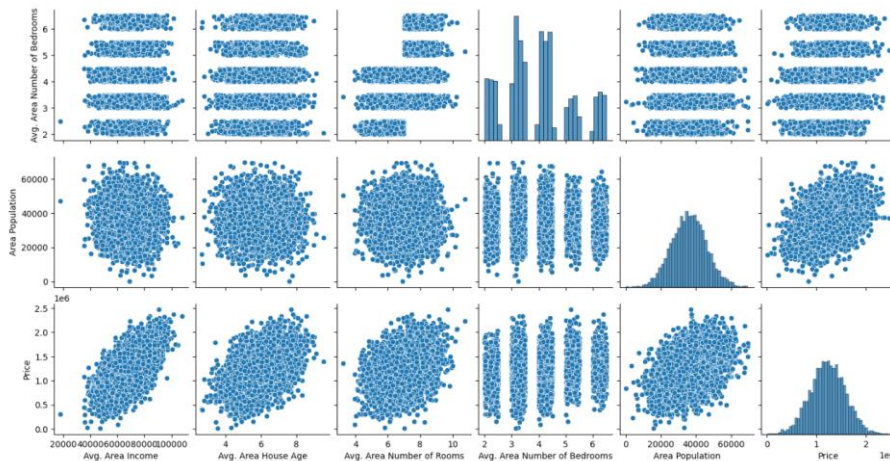 Avg. Area Number of Bedrooms
6
5
4
3
2
Area Population
60000
40000
20000
0
1e6
Price
2.5
2.0
1.5
1.0
0.5
0.0
20000 40000 60000 80000 100000
Avg. Area Income
4 6 8
Avg. Area House Age
4 6 8 10
Avg. Area Number of Rooms
2 3 4 5 6
Avg. Area Number of Bedrooms
0 20000 40000 60000
Area Population
0 1 2
Price 1e